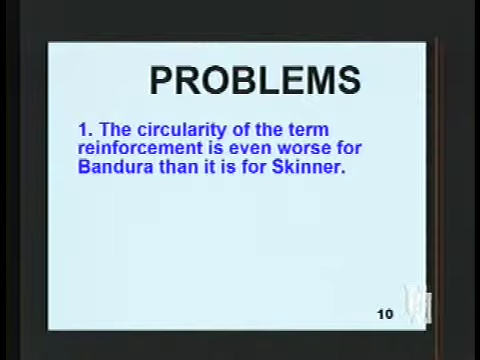 PROBLEMS
1. The circularity of the term
reinforcement is even worse for
Bandura than it is for Skinner.
10